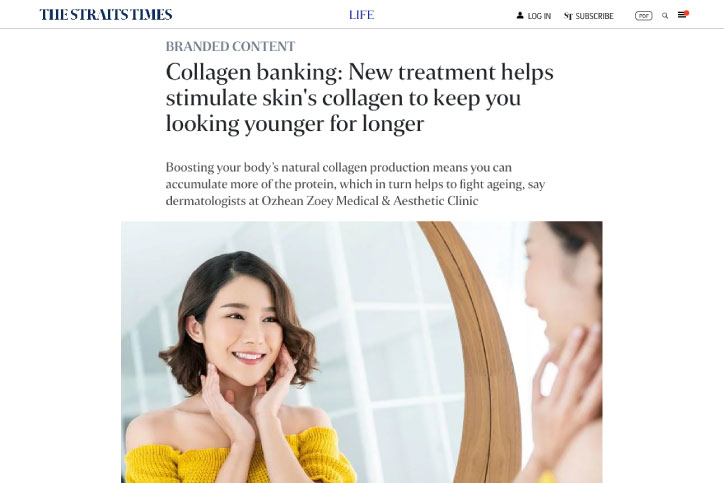 THE STRAITS TIMES
LIFE
LOG IN
ST SUBSCRIBE
PDF
BRANDED CONTENT
Collagen banking: New treatment helps
stimulate skin's collagen to keep you
looking younger for longer
Boosting your body’s natural collagen production means you can
accumulate more of the protein, which in turn helps to fight ageing, say
dermatologists at Ozhean Zoey Medical & Aesthetic Clinic